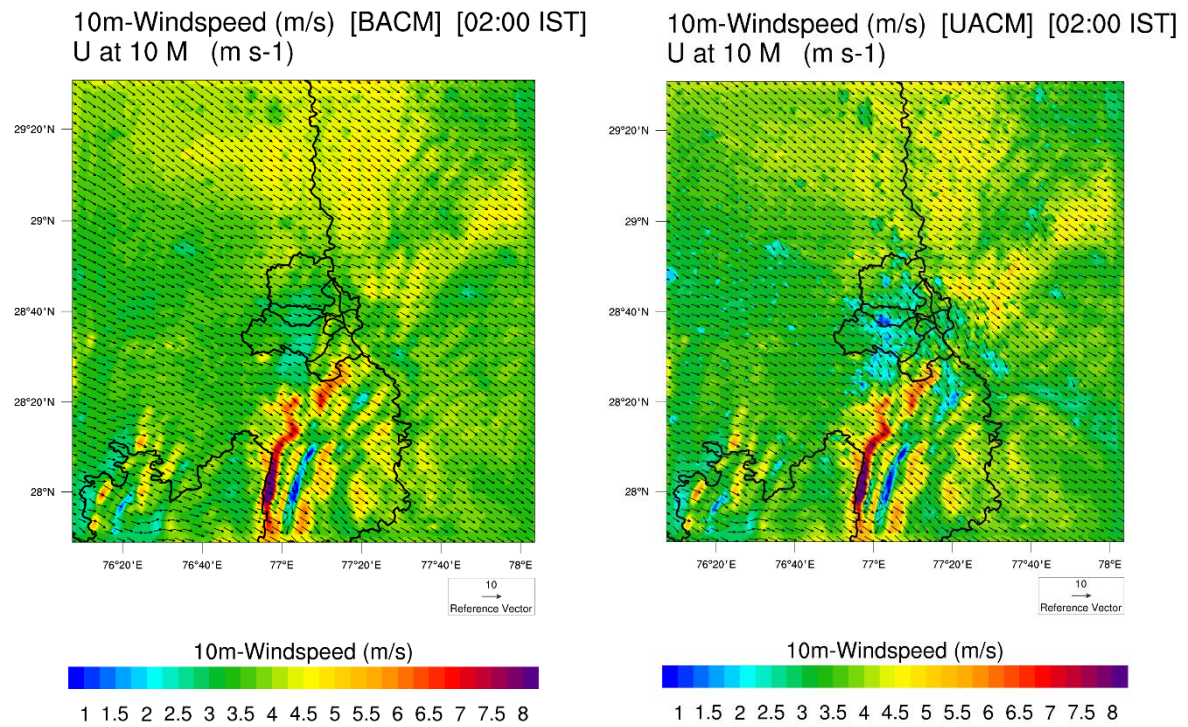 10m-Windspeed (m/s) [BACM] [02:00 IST]
U at 10 M (m s-1)
29°20'N
29°N
28°40'N
28°20'N
28°N
76°20'E 76°40'E 77°E 77°20'E 77°40'E 78°E
10
Reference Vector
10m-Windspeed (m/s)
1 1.5 2 2.5 3 3.5 4 4.5 5 5.5 6 6.5 7 7.5 8
10m-Windspeed (m/s) [UACM] [02:00 IST]
U at 10 M (m s-1)
29°20'N
29°N
28°40'N
28°20'N
28°N
76°20'E 76°40'E 77°E 77°20'E 77°40'E 78°E
10
Reference Vector
10m-Windspeed (m/s)
1 1.5 2 2.5 3 3.5 4 4.5 5 5.5 6 6.5 7 7.5 8